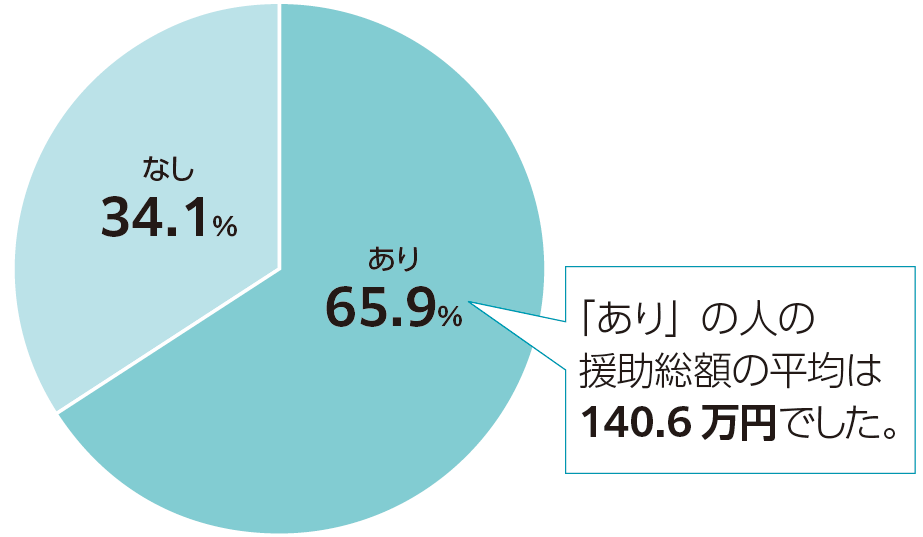 なし
34.1%
あり
65.9%
「あり」の人の
援助総額の平均は
140.6万円でした。